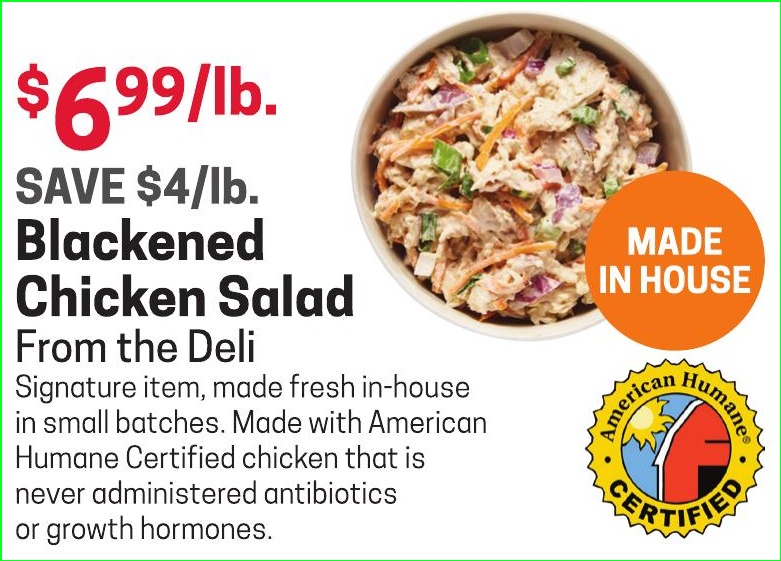 $6.99/lb.
SAVE $4/lb.
Blackened
Chicken Salad
From the Deli
Signature item, made fresh in-house
in small batches. Made with American
Humane Certified chicken that is
never administered antibiotics
or growth hormones.
MADE
IN HOUSE
American Humane®
CERTIFIED